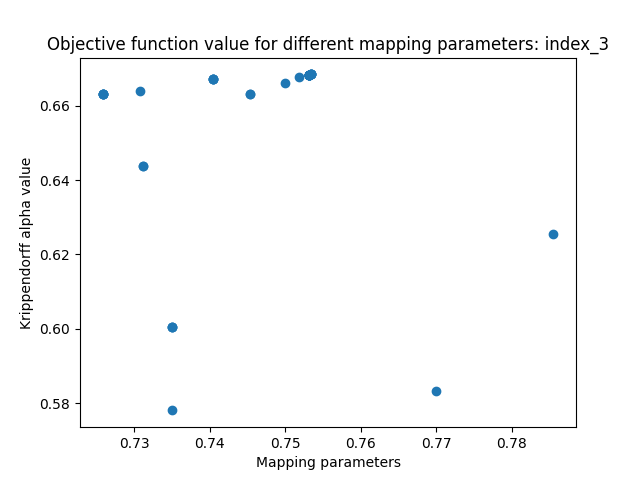 Objective function value for different mapping parameters: index_3
Krippendorff alpha value
0.66
0.64
0.62
0.60
0.58
0.73 0.74 0.75 0.76 0.77 0.78
Mapping parameters